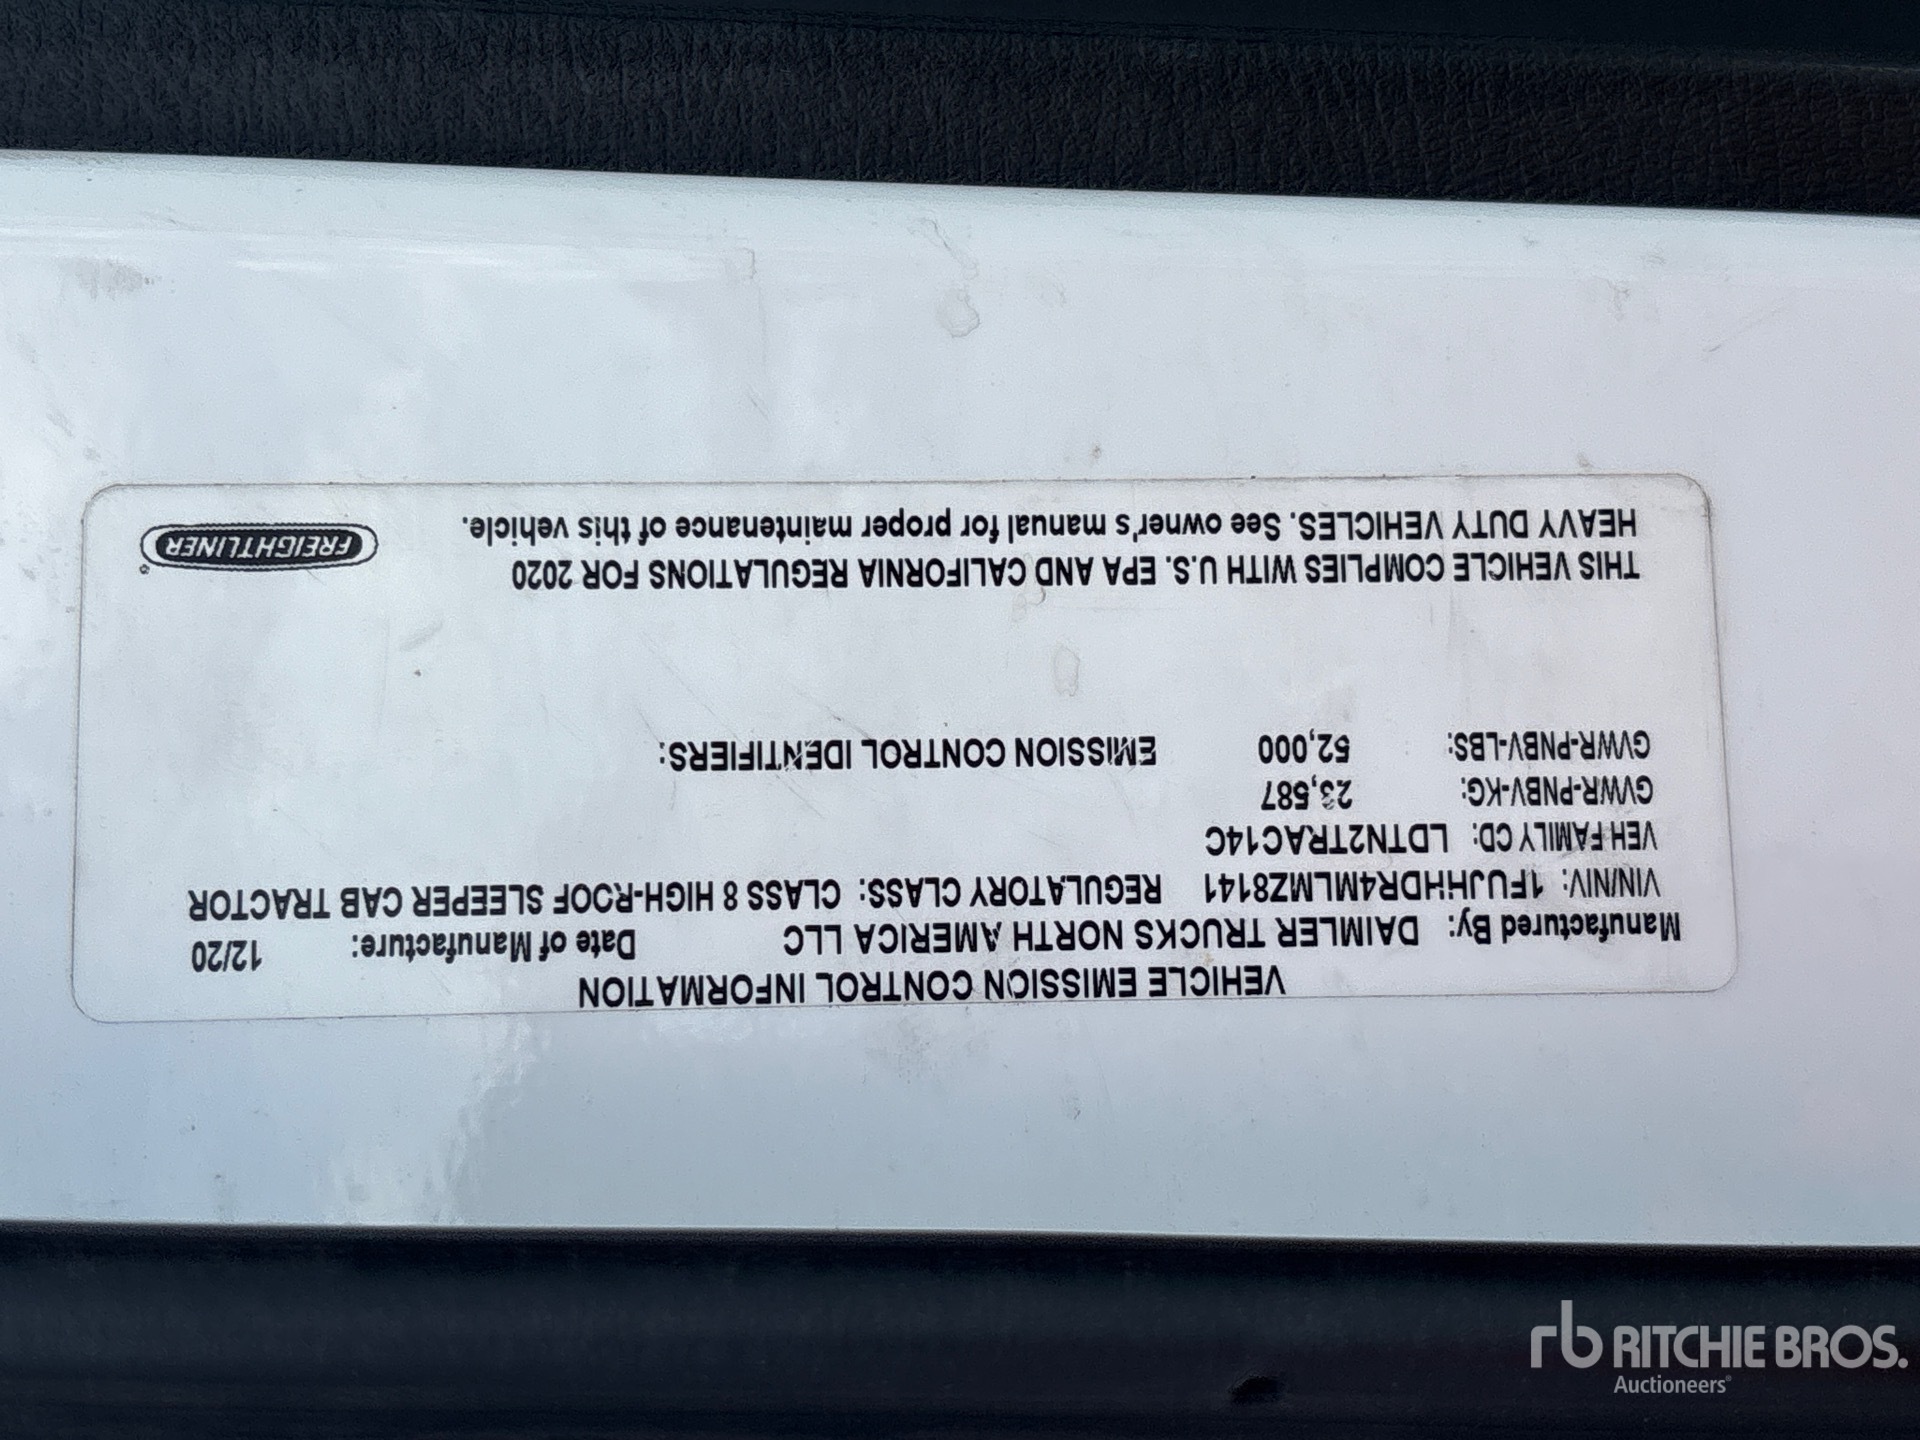 VEHICLE EMISSION CONTROL INFORMATION
Manufactured By: DAIMLER TRUCKS NORTH AMERICA LLC Date of Manufacture: 12/20
VIN/NIV: 1FUJHHDR4MLMZ8141 REGULATORY CLASS: CLASS 8 HIGH-ROOF SLEEPER CAB TRACTOR
VEH FAMILY CD: LDTN2TRAC14C
GVWR-PNBV-KG: 23,587
GVWR-PNBV-LBS: 52,000 EMISSION CONTROL IDENTIFIERS:
THIS VEHICLE COMPLIES WITH U.S. EPA AND CALIFORNIA REGULATIONS FOR 2020
HEAVY DUTY VEHICLES. See owner's manual for proper maintenance of this vehicle.
FREIGHTLINER
rb RITCHIE BROS.
Auctioneers